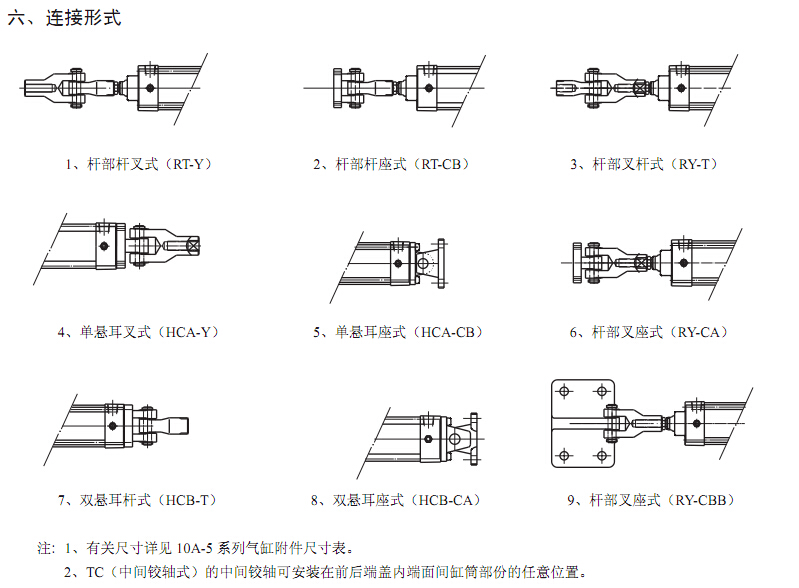 六、连接形式
1、杆部杆叉式（RT-Y）
2、杆部杆座式（RT-CB）
3、杆部叉杆式（RY-T）
4、单悬耳叉式（HCA-Y）
5、单悬耳座式（HCA-CB）
6、杆部叉座式（RY-CA）
7、双悬耳杆式（HCB-T）
8、双悬耳座式（HCB-CA）
9、杆部叉座式（RY-CBB）
注：1、有关尺寸详见 10A-5 系列气缸附件尺寸表。
2、TC（中间铰轴式）的中间铰轴可安装在前后端盖内端面间缸筒部份的任意位置。